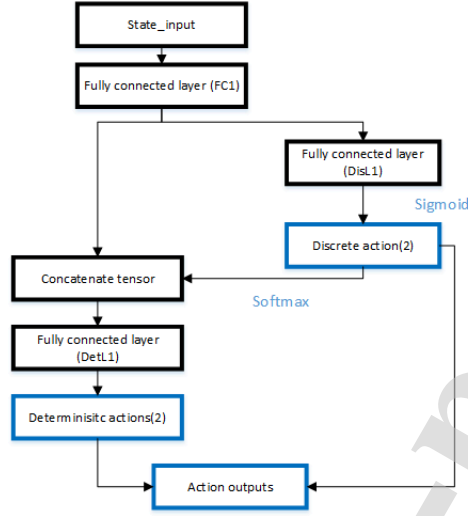 State_input
Fully connected layer (FC1)
Fully connected layer
(DisL1)
Sigmoid
Discrete action(2)
Concatenate tensor
Softmax
Fully connected layer
(DetL1)
Determinisitc actions(2)
Action outputs